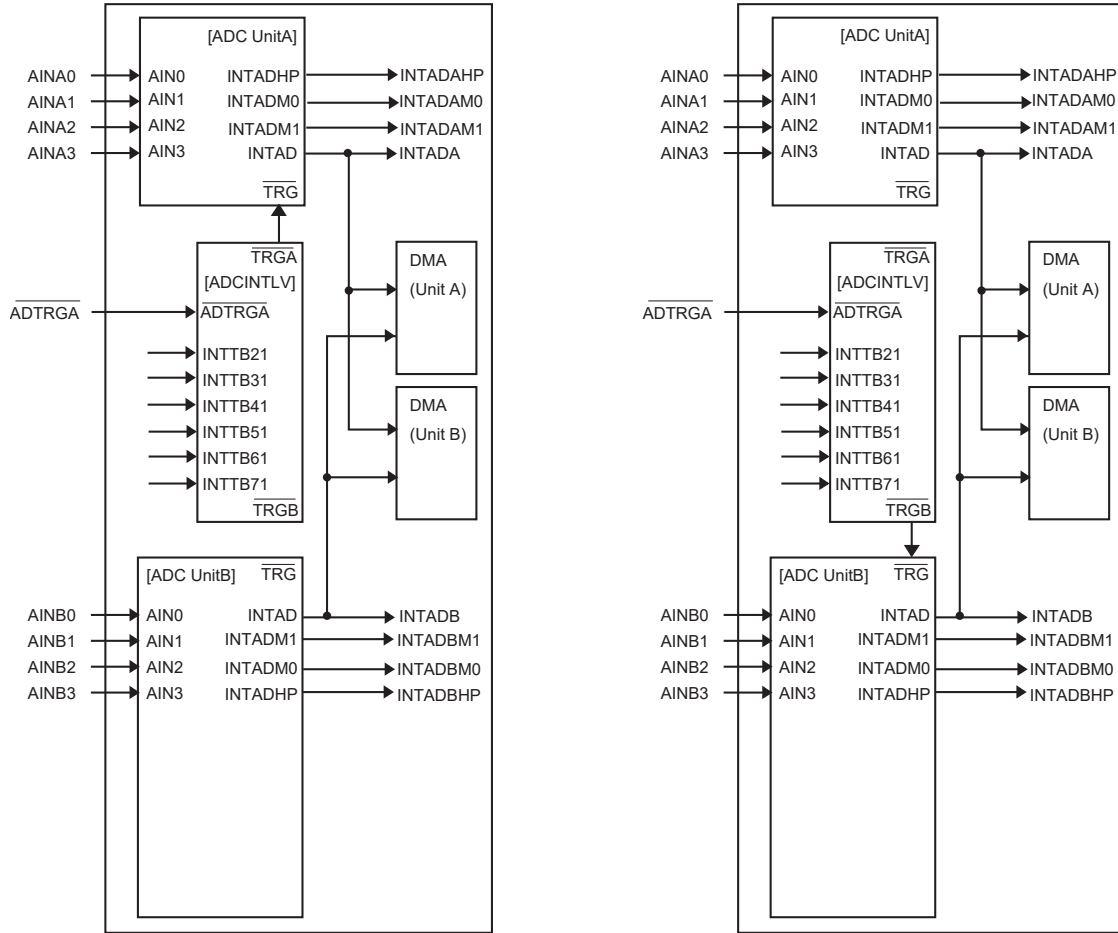 [ADC UnitA]
AINA0
AINA1
AINA2
AINA3
AIN0
AIN1
AIN2
AIN3
INTADHP
INTADM0
INTADM1
INTAD
TRG
INTADAHP
INTADAM0
INTADAM1
INTADA
TRGA
[ADCINTLV]
ADTRGA
ADTRGA
INTTB21
INTTB31
INTTB41
INTTB51
INTTB61
INTTB71
TRGB
DMA
(Unit A)
DMA
(Unit B)
[ADC UnitB]
TRG
AINB0
AINB1
AINB2
AINB3
AIN0
AIN1
AIN2
AIN3
INTAD
INTADM1
INTADM0
INTADHP
INTADB
INTADBM1
INTADBM0
INTADBHP
[ADC UnitA]
AINA0
AINA1
AINA2
AINA3
AIN0
AIN1
AIN2
AIN3
INTADHP
INTADM0
INTADM1
INTAD
TRG
INTADAHP
INTADAM0
INTADAM1
INTADA
TRGA
[ADCINTLV]
ADTRGA
ADTRGA
INTTB21
INTTB31
INTTB41
INTTB51
INTTB61
INTTB71
TRGB
DMA
(Unit A)
DMA
(Unit B)
[ADC UnitB]
TRG
AINB0
AINB1
AINB2
AINB3
AIN0
AIN1
AIN2
AIN3
INTAD
INTADM1
INTADM0
INTADHP
INTADB
INTADBM1
INTADBM0
INTADBHP